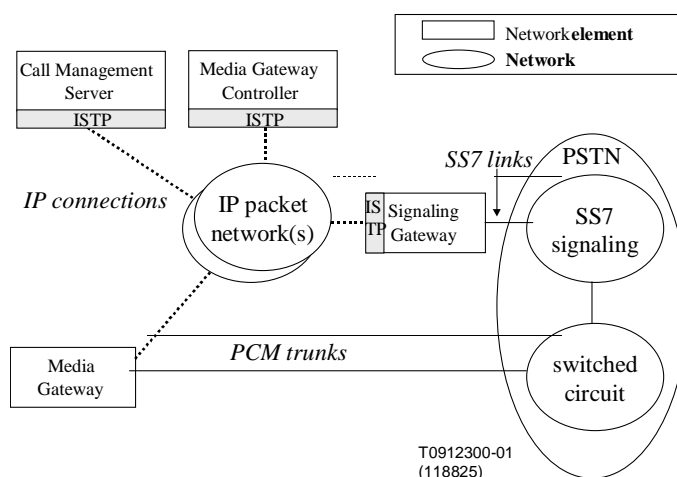 Network element
Network
Call Management
Server
ISTP
Media Gateway
Controller
ISTP
SS7 links
PSTN
IP connections
IP packet
network(s)
IS
TP
Signaling
Gateway
SS7
signaling
PCM trunks
Media
Gateway
switched
circuit
T0912300-01
(118825)